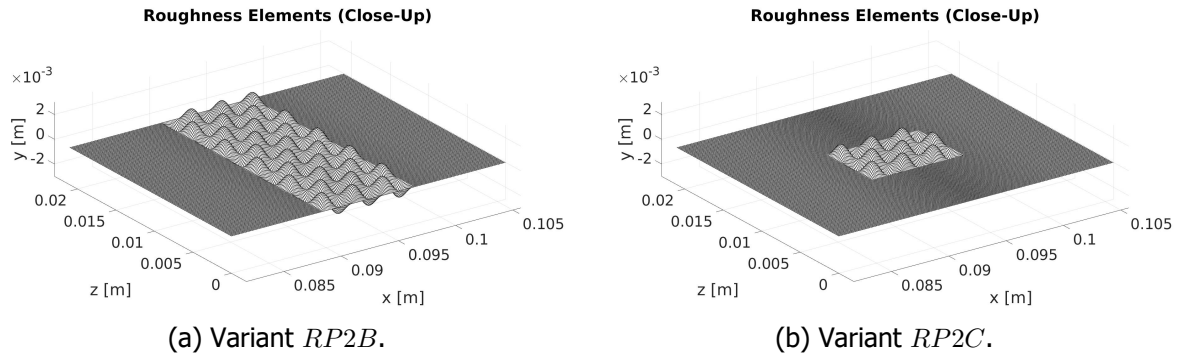 Roughness Elements (Close-Up)
×10⁻³
2
0
-2
y [m]
0.02
0.015
0.01
0.005
0
z [m]
0.085
0.09
0.095
0.1
0.105
x [m]
(a) Variant RP2B.
Roughness Elements (Close-Up)
×10⁻³
2
0
-2
y [m]
0.02
0.015
0.01
0.005
0
z [m]
0.085
0.09
0.095
0.1
0.105
x [m]
(b) Variant RP2C.